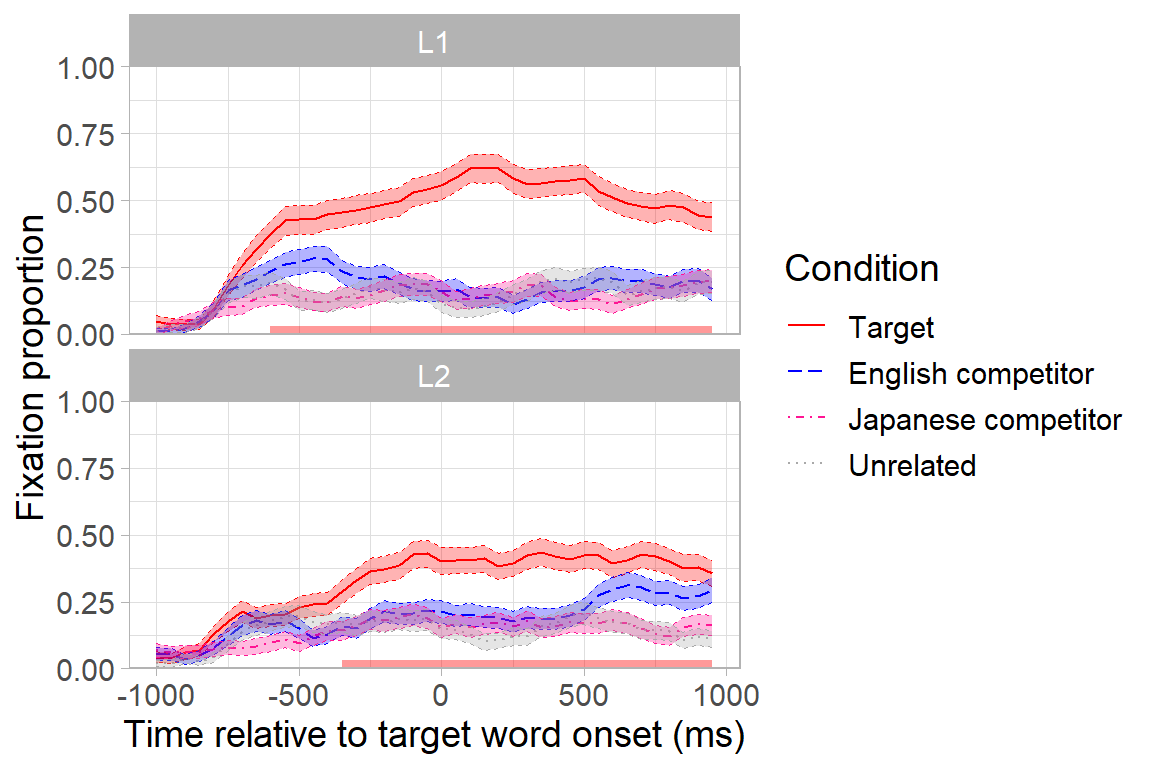 L1
1.00
0.75
0.50
0.25
0.00
L2
1.00
0.75
0.50
0.25
0.00
-1000 -500 0 500 1000
Time relative to target word onset (ms)
Fixation proportion
Condition
Target
English competitor
Japanese competitor
Unrelated